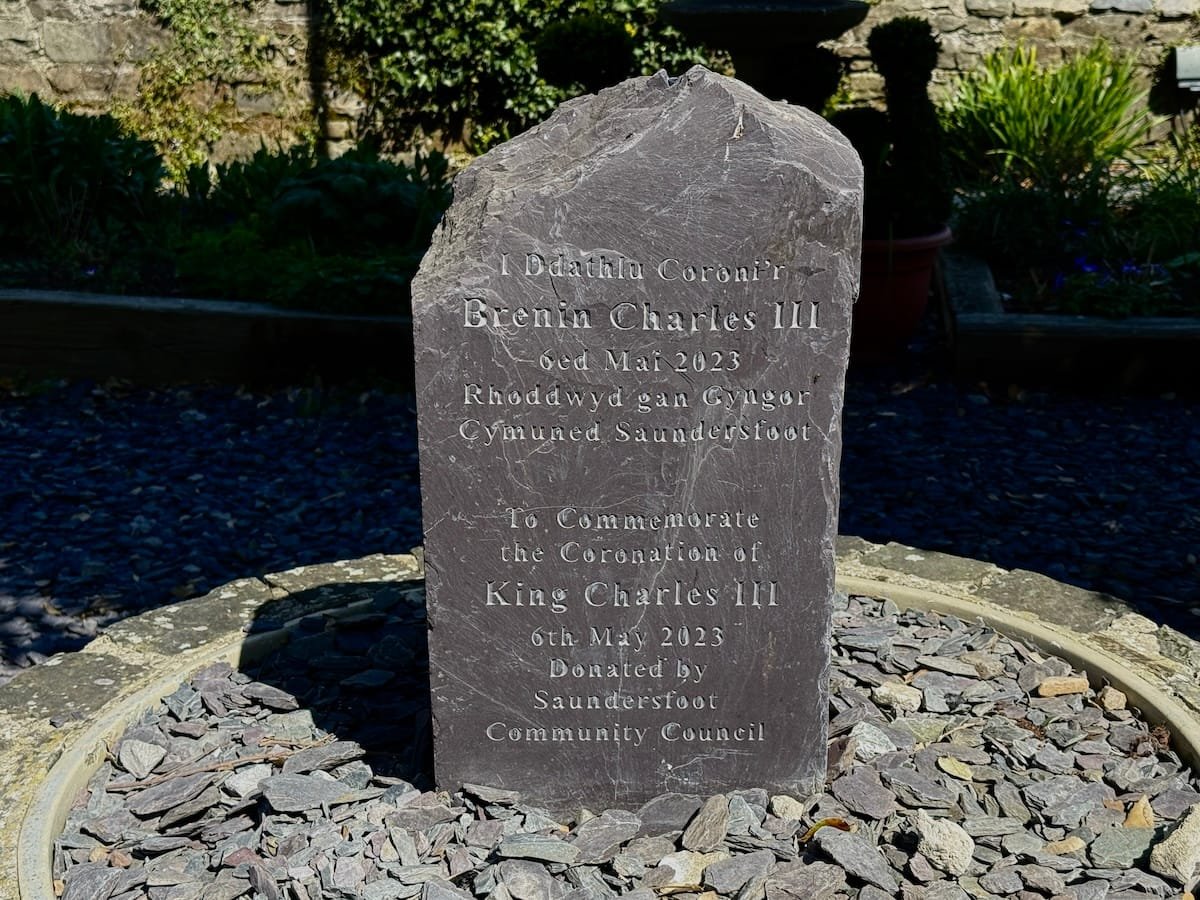 I Ddathlu Coroni'r
Brenin Charles III
6ed Mai 2023
Rhoddwyd gan Gyngor
Cymuned Saundersfoot
To Commemorate
the Coronation of
King Charles III
6th May 2023
Donated by
Saundersfoot
Community Council